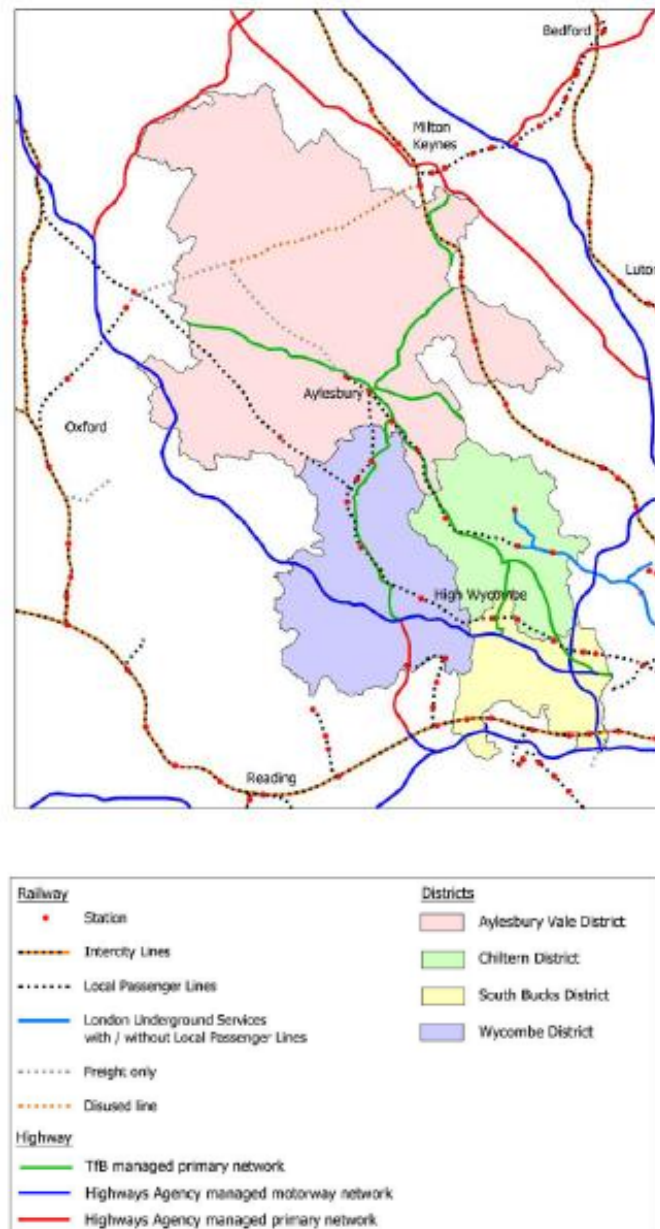 Bedford
Milton
Keynes
Luton
Aylesbury
Oxford
High Wycombe
Reading
Railway
Station
Intercity Lines
Local Passenger Lines
London Underground Services
with / without Local Passenger Lines
Freight only
Disused line
Highway
TfB managed primary network
Highways Agency managed motorway network
Highways Agency managed primary network
Districts
Aylesbury Vale District
Chiltern District
South Bucks District
Wycombe District